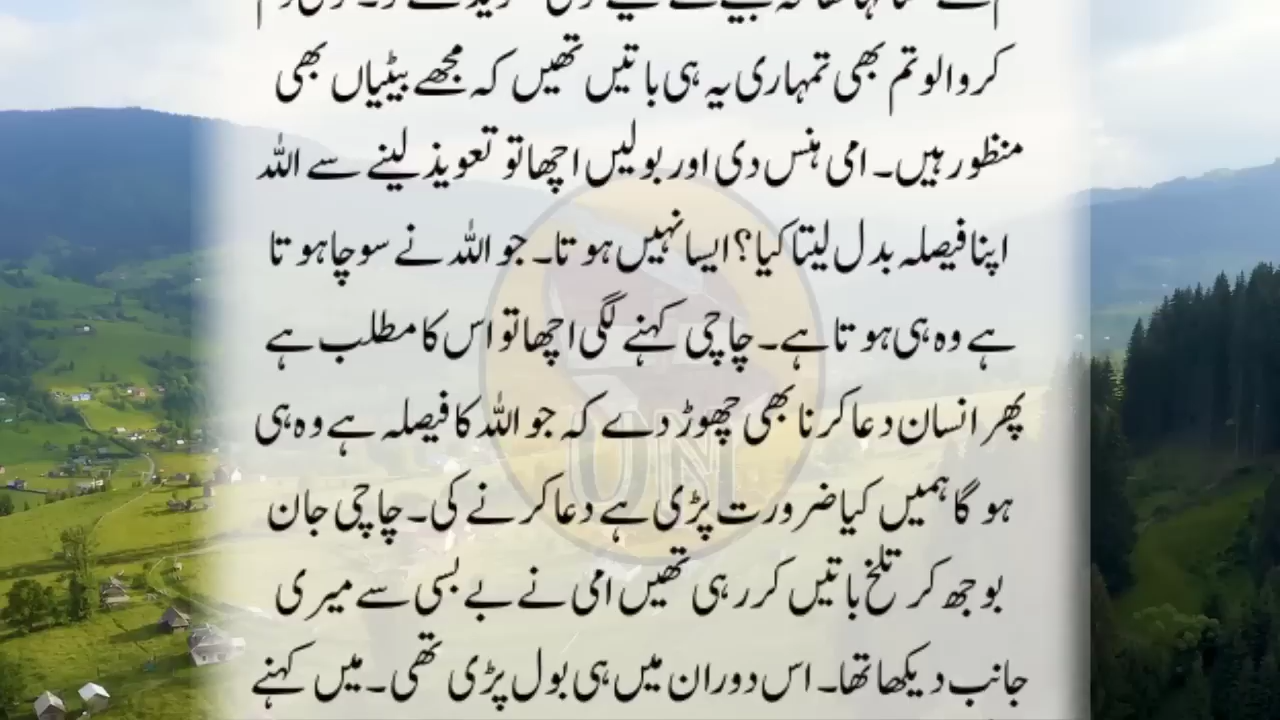 کروا لو تم بھی تمہاری یہ ہی باتیں تھیں کہ مجھے بیٹیاں بھی
منظور ہیں۔ امی ہنس دی اور بولیں اچھا تو تعویذ لینے سے اللہ
اپنا فیصلہ بدل لیتا کیا؟ ایسا نہیں ہوتا۔ جو اللہ نے سوچا ہوتا
ہے وہ ہی ہوتا ہے۔ چاچی کہنے لگی اچھا تو اس کا مطلب ہے
پھر انسان دعا کرنا بھی چھوڑ دے کہ جو اللہ کا فیصلہ ہے وہ ہی
ہو گا ہمیں کیا ضرورت پڑی ہے دعا کرنے کی۔ چاچی جان
بوجھ کر تلخ باتیں کر رہی تھیں امی نے بے بسی سے میری
جانب دیکھا تھا۔ اس دوران میں ہی بول پڑی تھی۔ میں کہنے
UN